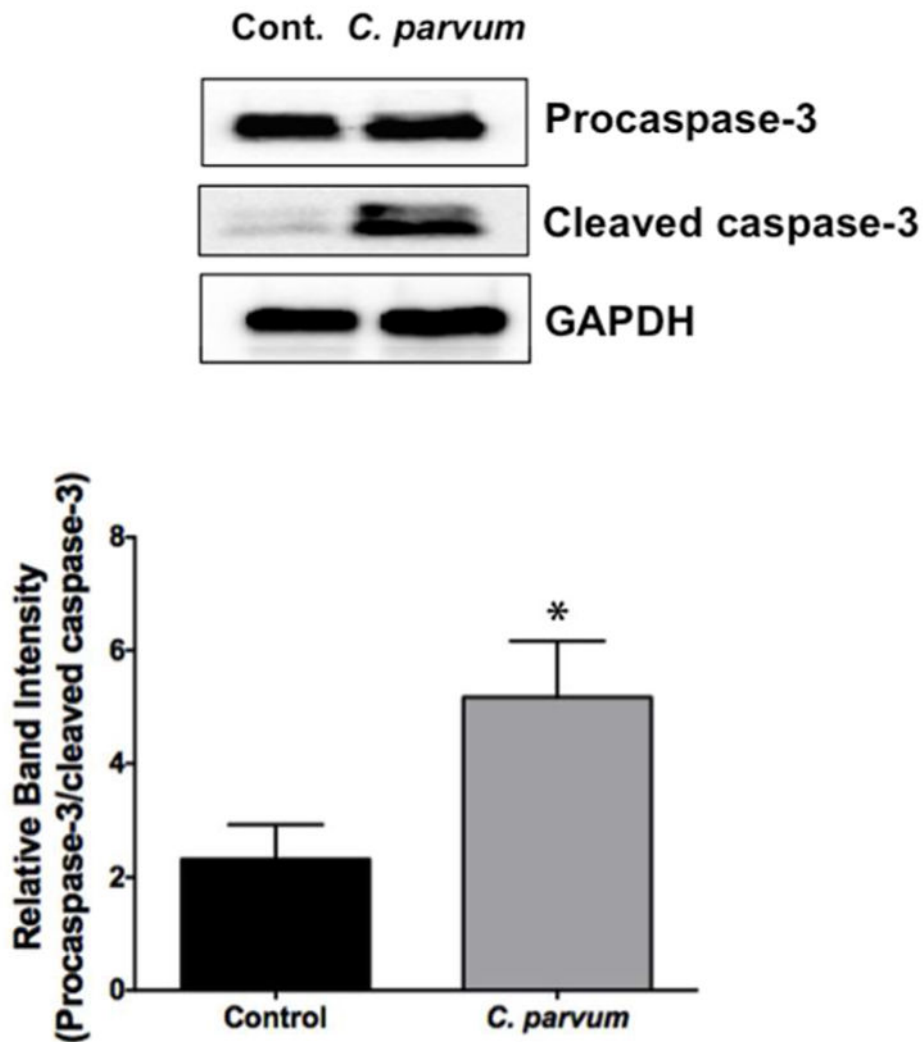 Cont. C. parvum
Procaspase-3
Cleaved caspase-3
GAPDH
Relative Band Intensity
(Procaspase-3/cleaved caspase-3)
8
6
4
2
0
*
Control C. parvum